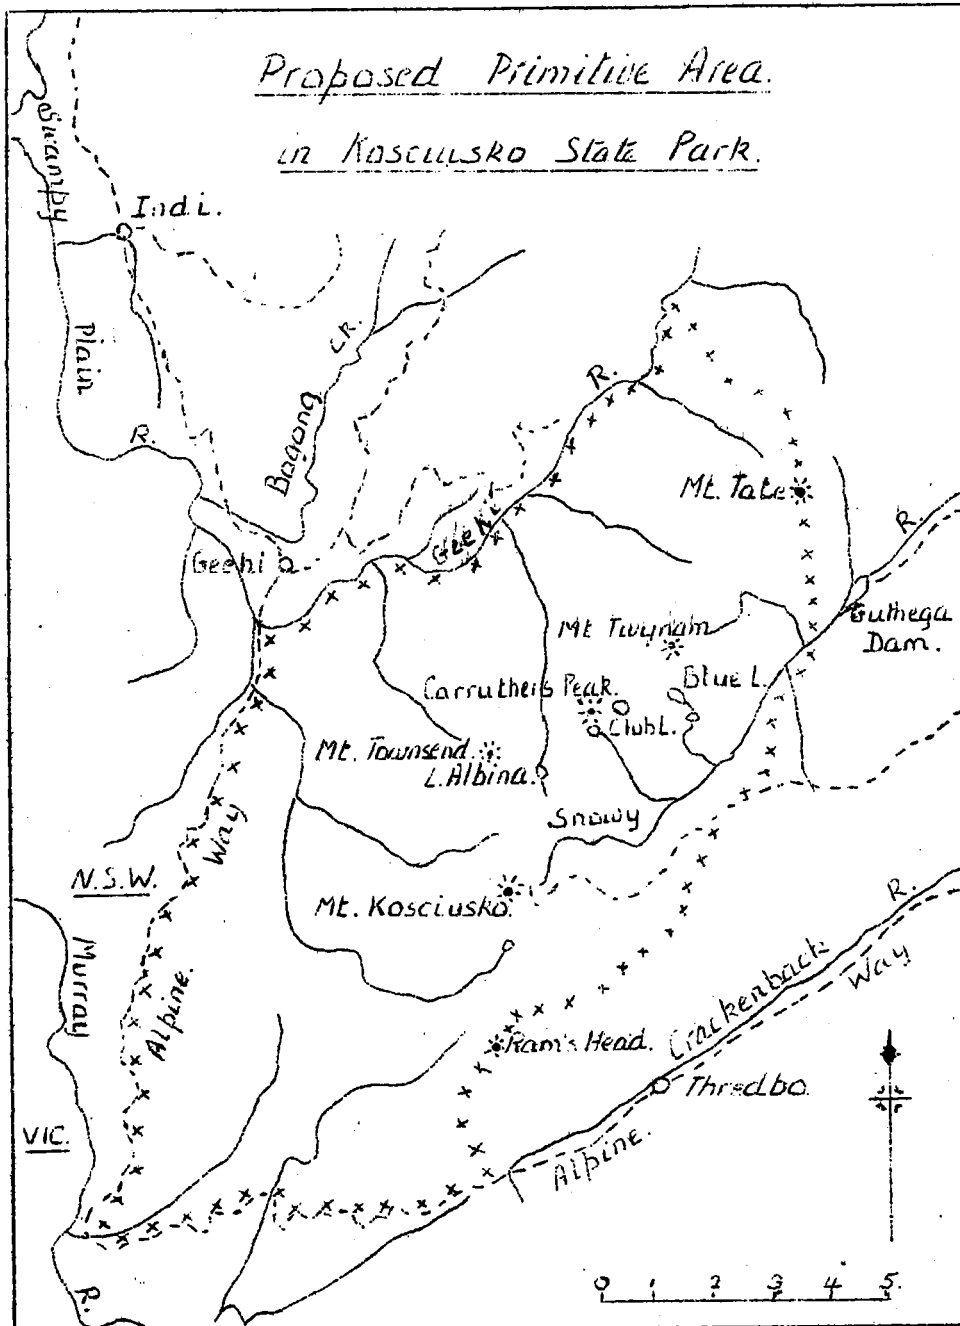 Proposed Primitive Area.
in Kosciusko State Park.
Swampy
Indi.
Plain
R.
Ck.
Bogong
R.
Geehi
Geehi
Mt. Tate
R.
Guthega
Dam.
Mt Twynam
Carruthers Peak.
Blue L.
Club L.
Mt. Townsend.
L. Albina.
Snowy
Way
N.S.W.
Mt. Kosciusko.
R.
Murray
Alpine.
Crackenback
Way
Ram's Head.
Thredbo.
VIC.
Alpine.
R.
0 1 2 3 4 5.